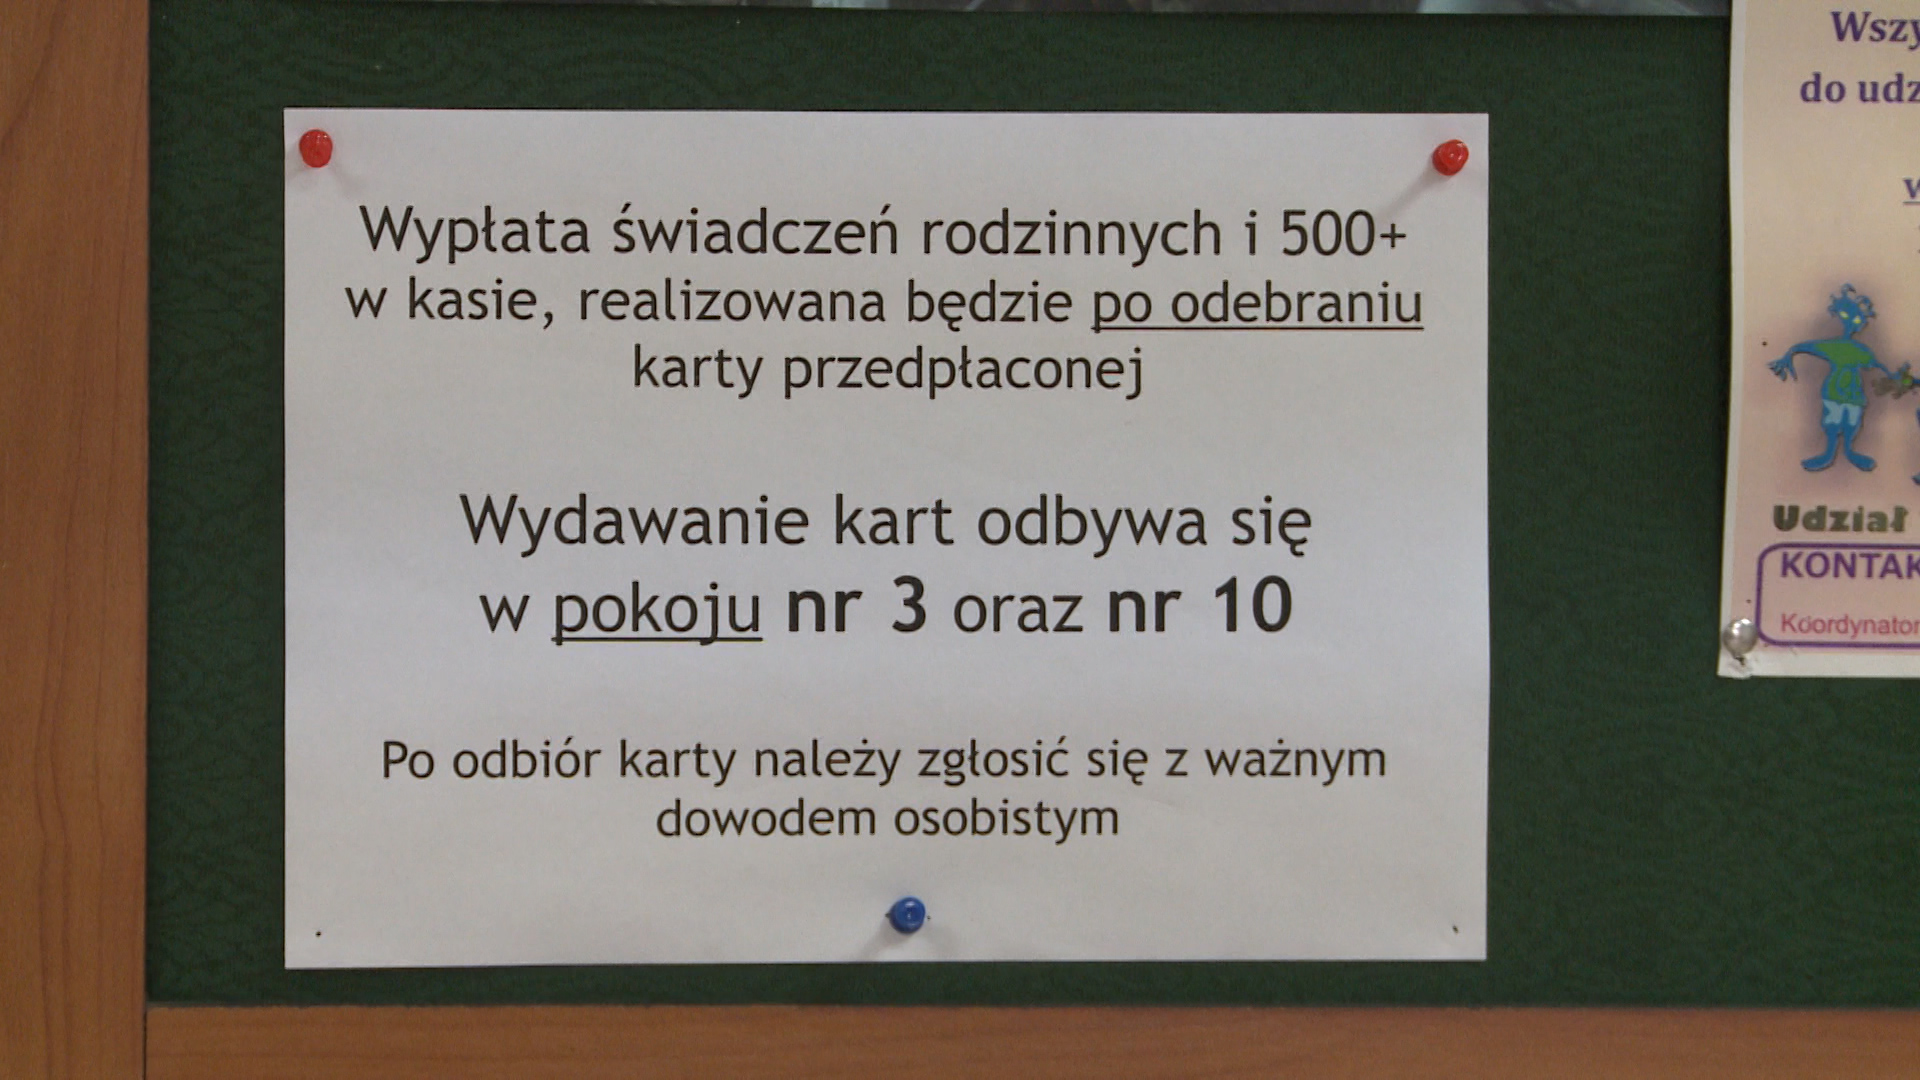 Wypłata świadczeń rodzinnych i 500+
w kasie, realizowana będzie po odebraniu
karty przedpłaconej
Wydawanie kart odbywa się
w pokoju nr 3 oraz nr 10
Po odbiór karty należy zgłosić się z ważnym
dowodem osobistym
do
Udział
Koordynator